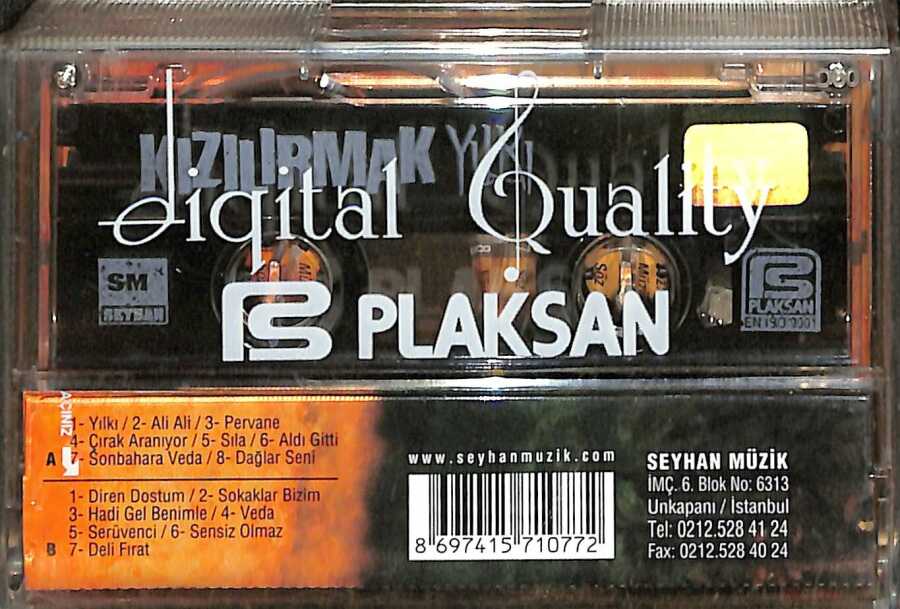 KIZILIRMAK YILKI
Digital Quality
SM
SEYHAN
PLAKSAN
PLAKSAN
EN ISO 9001
AÇINIZ
1- Yılkı / 2- Ali Ali / 3- Pervane
4- Çırak Aranıyor / 5- Sıla / 6- Aldı Gitti
A 7- Sonbahara Veda / 8- Dağlar Seni
1- Diren Dostum / 2- Sokaklar Bizim
3- Hadi Gel Benimle / 4- Veda
5- Serüvenci / 6- Sensiz Olmaz
B 7- Deli Fırat
www.seyhanmuzik.com
8 697415 710772
SEYHAN MÜZİK
İMÇ. 6. Blok No: 6313
Unkapanı / İstanbul
Tel: 0212.528 41 24
Fax: 0212.528 40 24